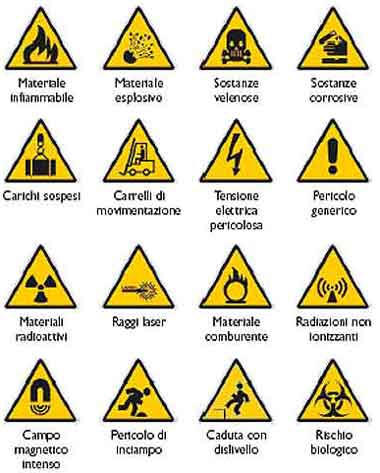 Materiale
infiammabile
Materiale
esplosivo
Sostanze
velenose
Sostanze
corrosive
Carichi sospesi
Carrelli di
movimentazione
Tensione
elettrica
pericolosa
Pericolo
generico
Materiali
radioattivi
Raggi laser
Materiale
comburente
Radiazioni non
ionizzanti
Campo
magnetico
intenso
Pericolo di
inciampo
Caduta con
dislivello
Rischio
biologico